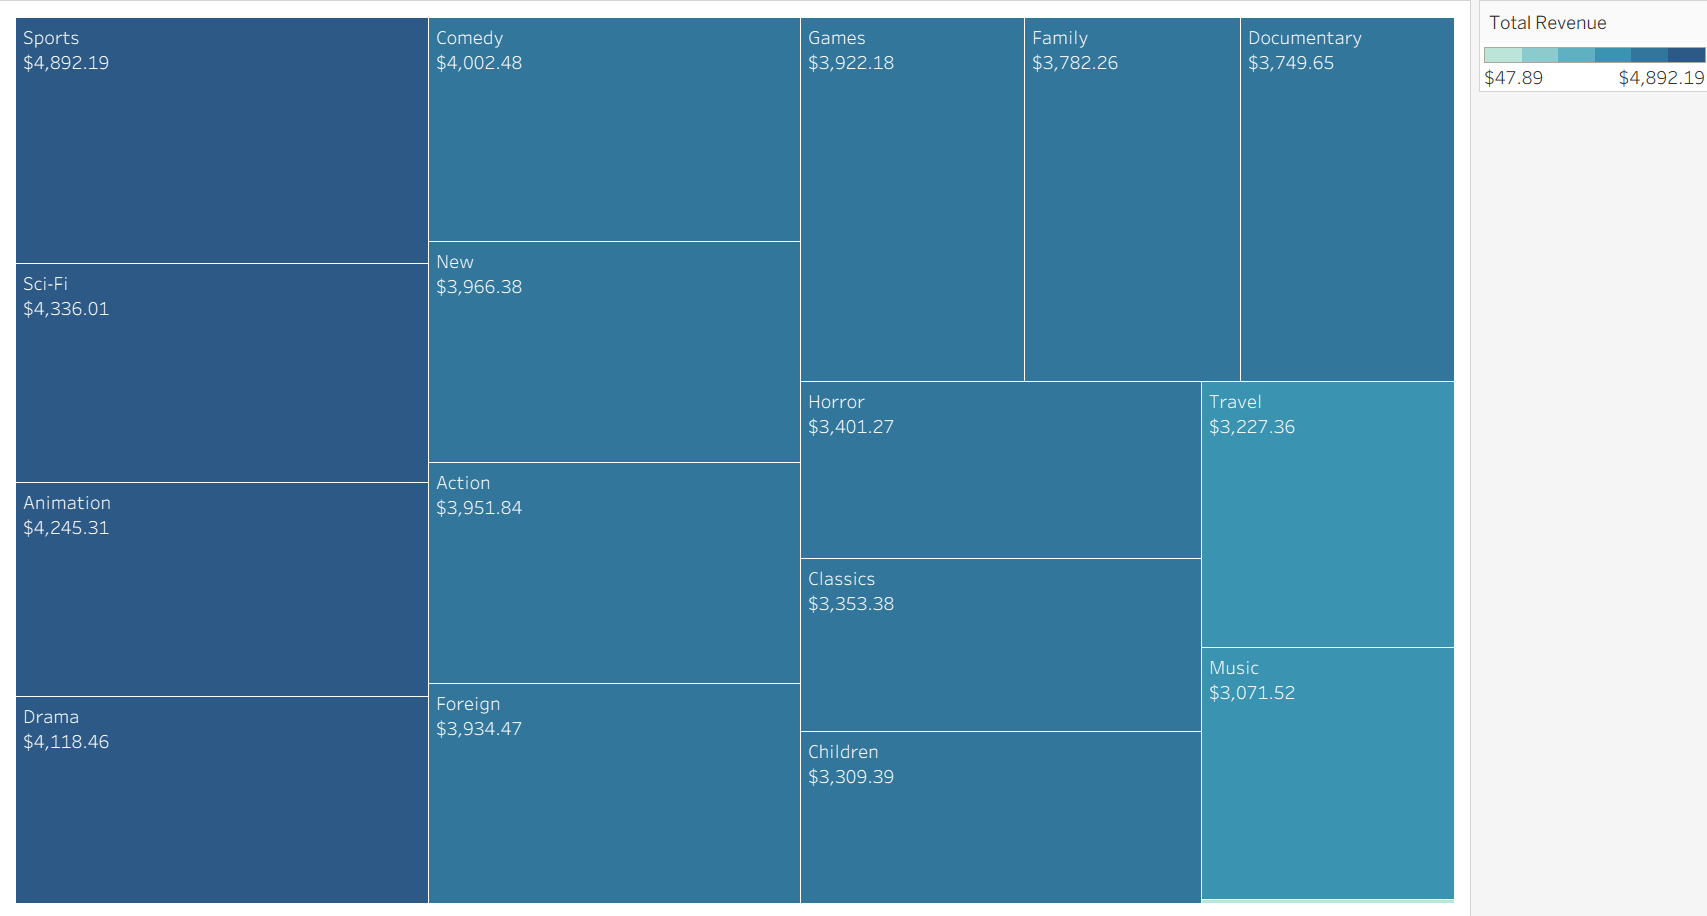 Sports
$4,892.19
Sci-Fi
$4,336.01
Animation
$4,245.31
Drama
$4,118.46
Comedy
$4,002.48
New
$3,966.38
Action
$3,951.84
Foreign
$3,934.47
Games
$3,922.18
Family
$3,782.26
Documentary
$3,749.65
Horror
$3,401.27
Classics
$3,353.38
Children
$3,309.39
Travel
$3,227.36
Music
$3,071.52
Total Revenue
$47.89 $4,892.19